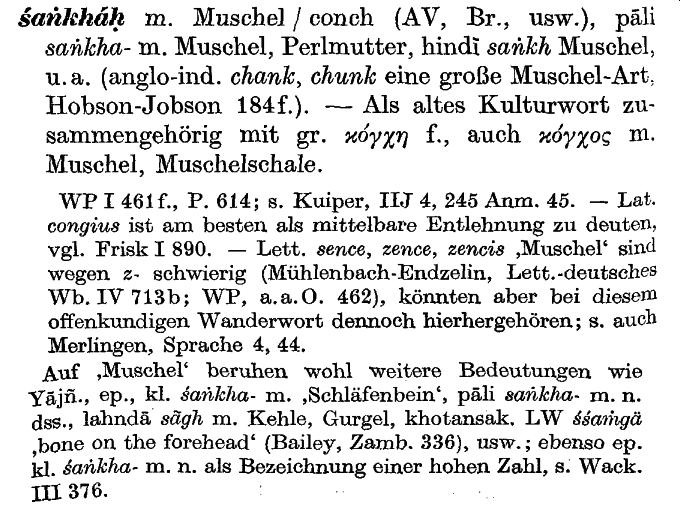 śaṅkháḥ m. Muschel / conch (AV, Br., usw.), pāli
saṅkha- m. Muschel, Perlmutter, hindī saṅkh Muschel,
u. a. (anglo-ind. chank, chunk eine große Muschel-Art,
Hobson-Jobson 184f.). — Als altes Kulturwort zu-
sammengehörig mit gr. κόγχη f., auch κόγχος m.
Muschel, Muschelschale.
WP I 461 f., P. 614; s. Kuiper, IIJ 4, 245 Anm. 45. — Lat.
congius ist am besten als mittelbare Entlehnung zu deuten,
vgl. Frisk I 890. — Lett. sence, zence, zencis ‚Muschel‘ sind
wegen z- schwierig (Mühlenbach-Endzelin, Lett.-deutsches
Wb. IV 713b; WP, a. a. O. 462), könnten aber bei diesem
offenkundigen Wanderwort dennoch hierhergehören; s. auch
Merlingen, Sprache 4, 44.
Auf ‚Muschel‘ beruhen wohl weitere Bedeutungen wie
Yājñ., ep., kl. śaṅkha- m. ‚Schläfenbein‘, pāli saṅkha- m. n.
dss., lahndā sãgh m. Kehle, Gurgel, khotansak. LW śśaṁgä
‚bone on the forehead‘ (Bailey, Zamb. 336), usw.; ebenso ep.
kl. śaṅkha- m. n. als Bezeichnung einer hohen Zahl, s. Wack.
III 376.